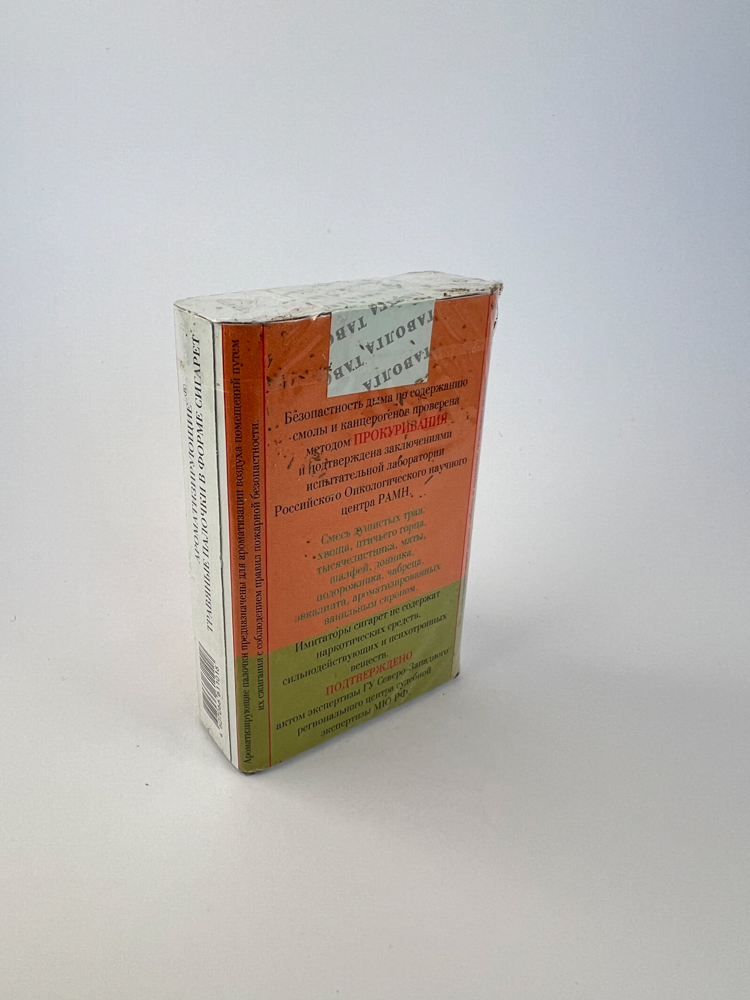 АРОМАТИЗИРУЮЩИЕ
ТРАВЯНЫЕ ПАЛОЧКИ В ФОРМЕ СИГАРЕТ
Ароматизирующие палочки предназначены для ароматизации воздуха помещений путем
их сжигания с соблюдением правил пожарной безопасности.
ТАВОЛГА ТАВОЛГА
ТАВОЛГА
Безопасность дыма по содержанию
смолы и канцерогенов проверена
методом ПРОКУРИВАНИЯ
и подтверждена заключениями
испытательной лаборатории
Российского Онкологического научного
центра РАМН.
Смесь душистых трав:
хвоща, птичьего горца,
тысячелистника, мяты,
шалфея, донника,
подорожника, чабреца,
эвкалипта, ароматизированных
ванильным сиропом.
Имитаторы сигарет не содержат
наркотических средств,
сильнодействующих и психотропных
веществ.
ПОДТВЕРЖДЕНО
актом экспертизы ГУ Северо-Западного
регионального центра судебной
экспертизы МЮ РФ.